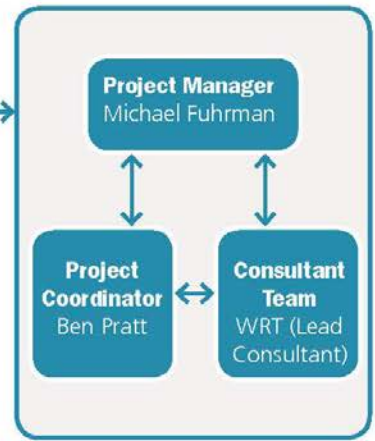 Project Manager
Michael Fuhrman
Project
Coordinator
Ben Pratt
Consultant
Team
WRT (Lead
Consultant)